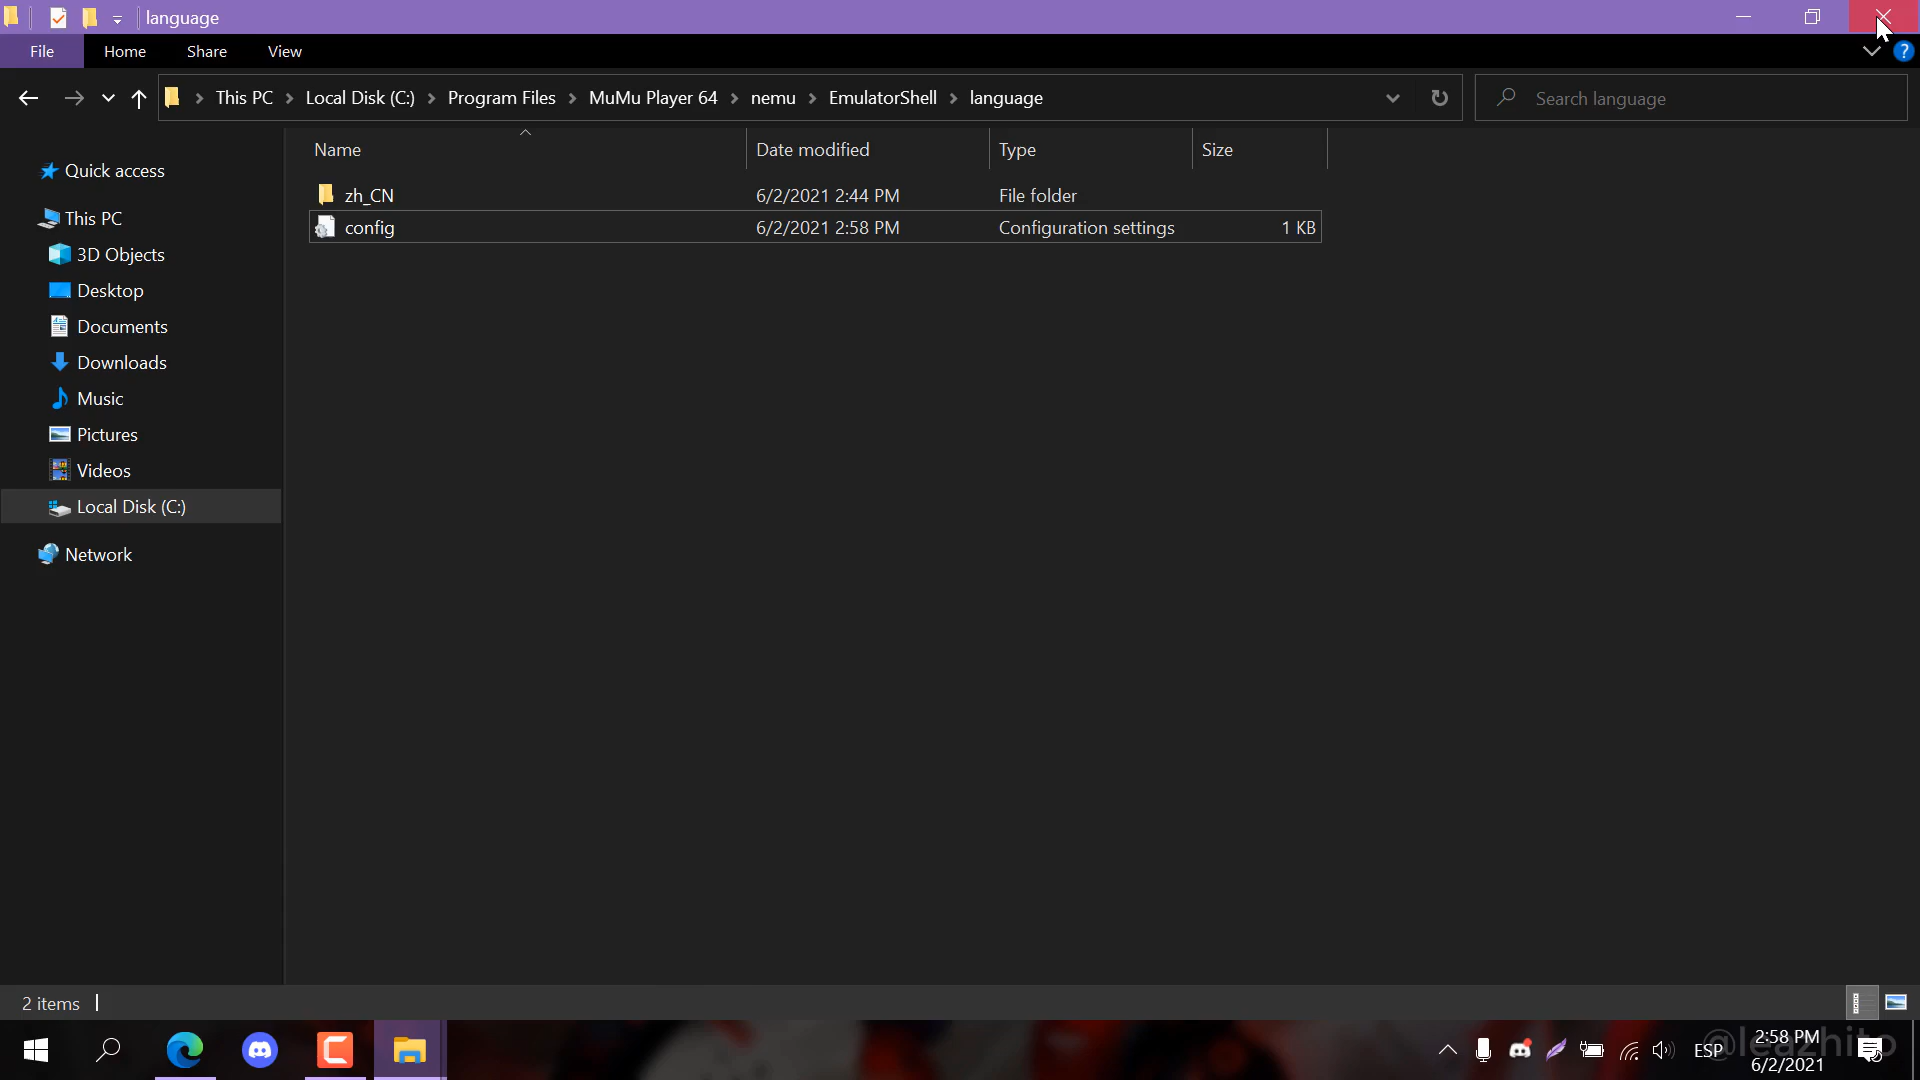 language
File Home Share View
This PC Local Disk (C:) Program Files MuMu Player 64 nemu EmulatorShell language
Search language
Name Date modified Type Size
zh_CN 6/2/2021 2:44 PM File folder
config 6/2/2021 2:58 PM Configuration settings 1 KB
Quick access
This PC
3D Objects
Desktop
Documents
Downloads
Music
Pictures
Videos
Local Disk (C:)
Network
2 items
ESP
2:58 PM
6/2/2021
@leazhito